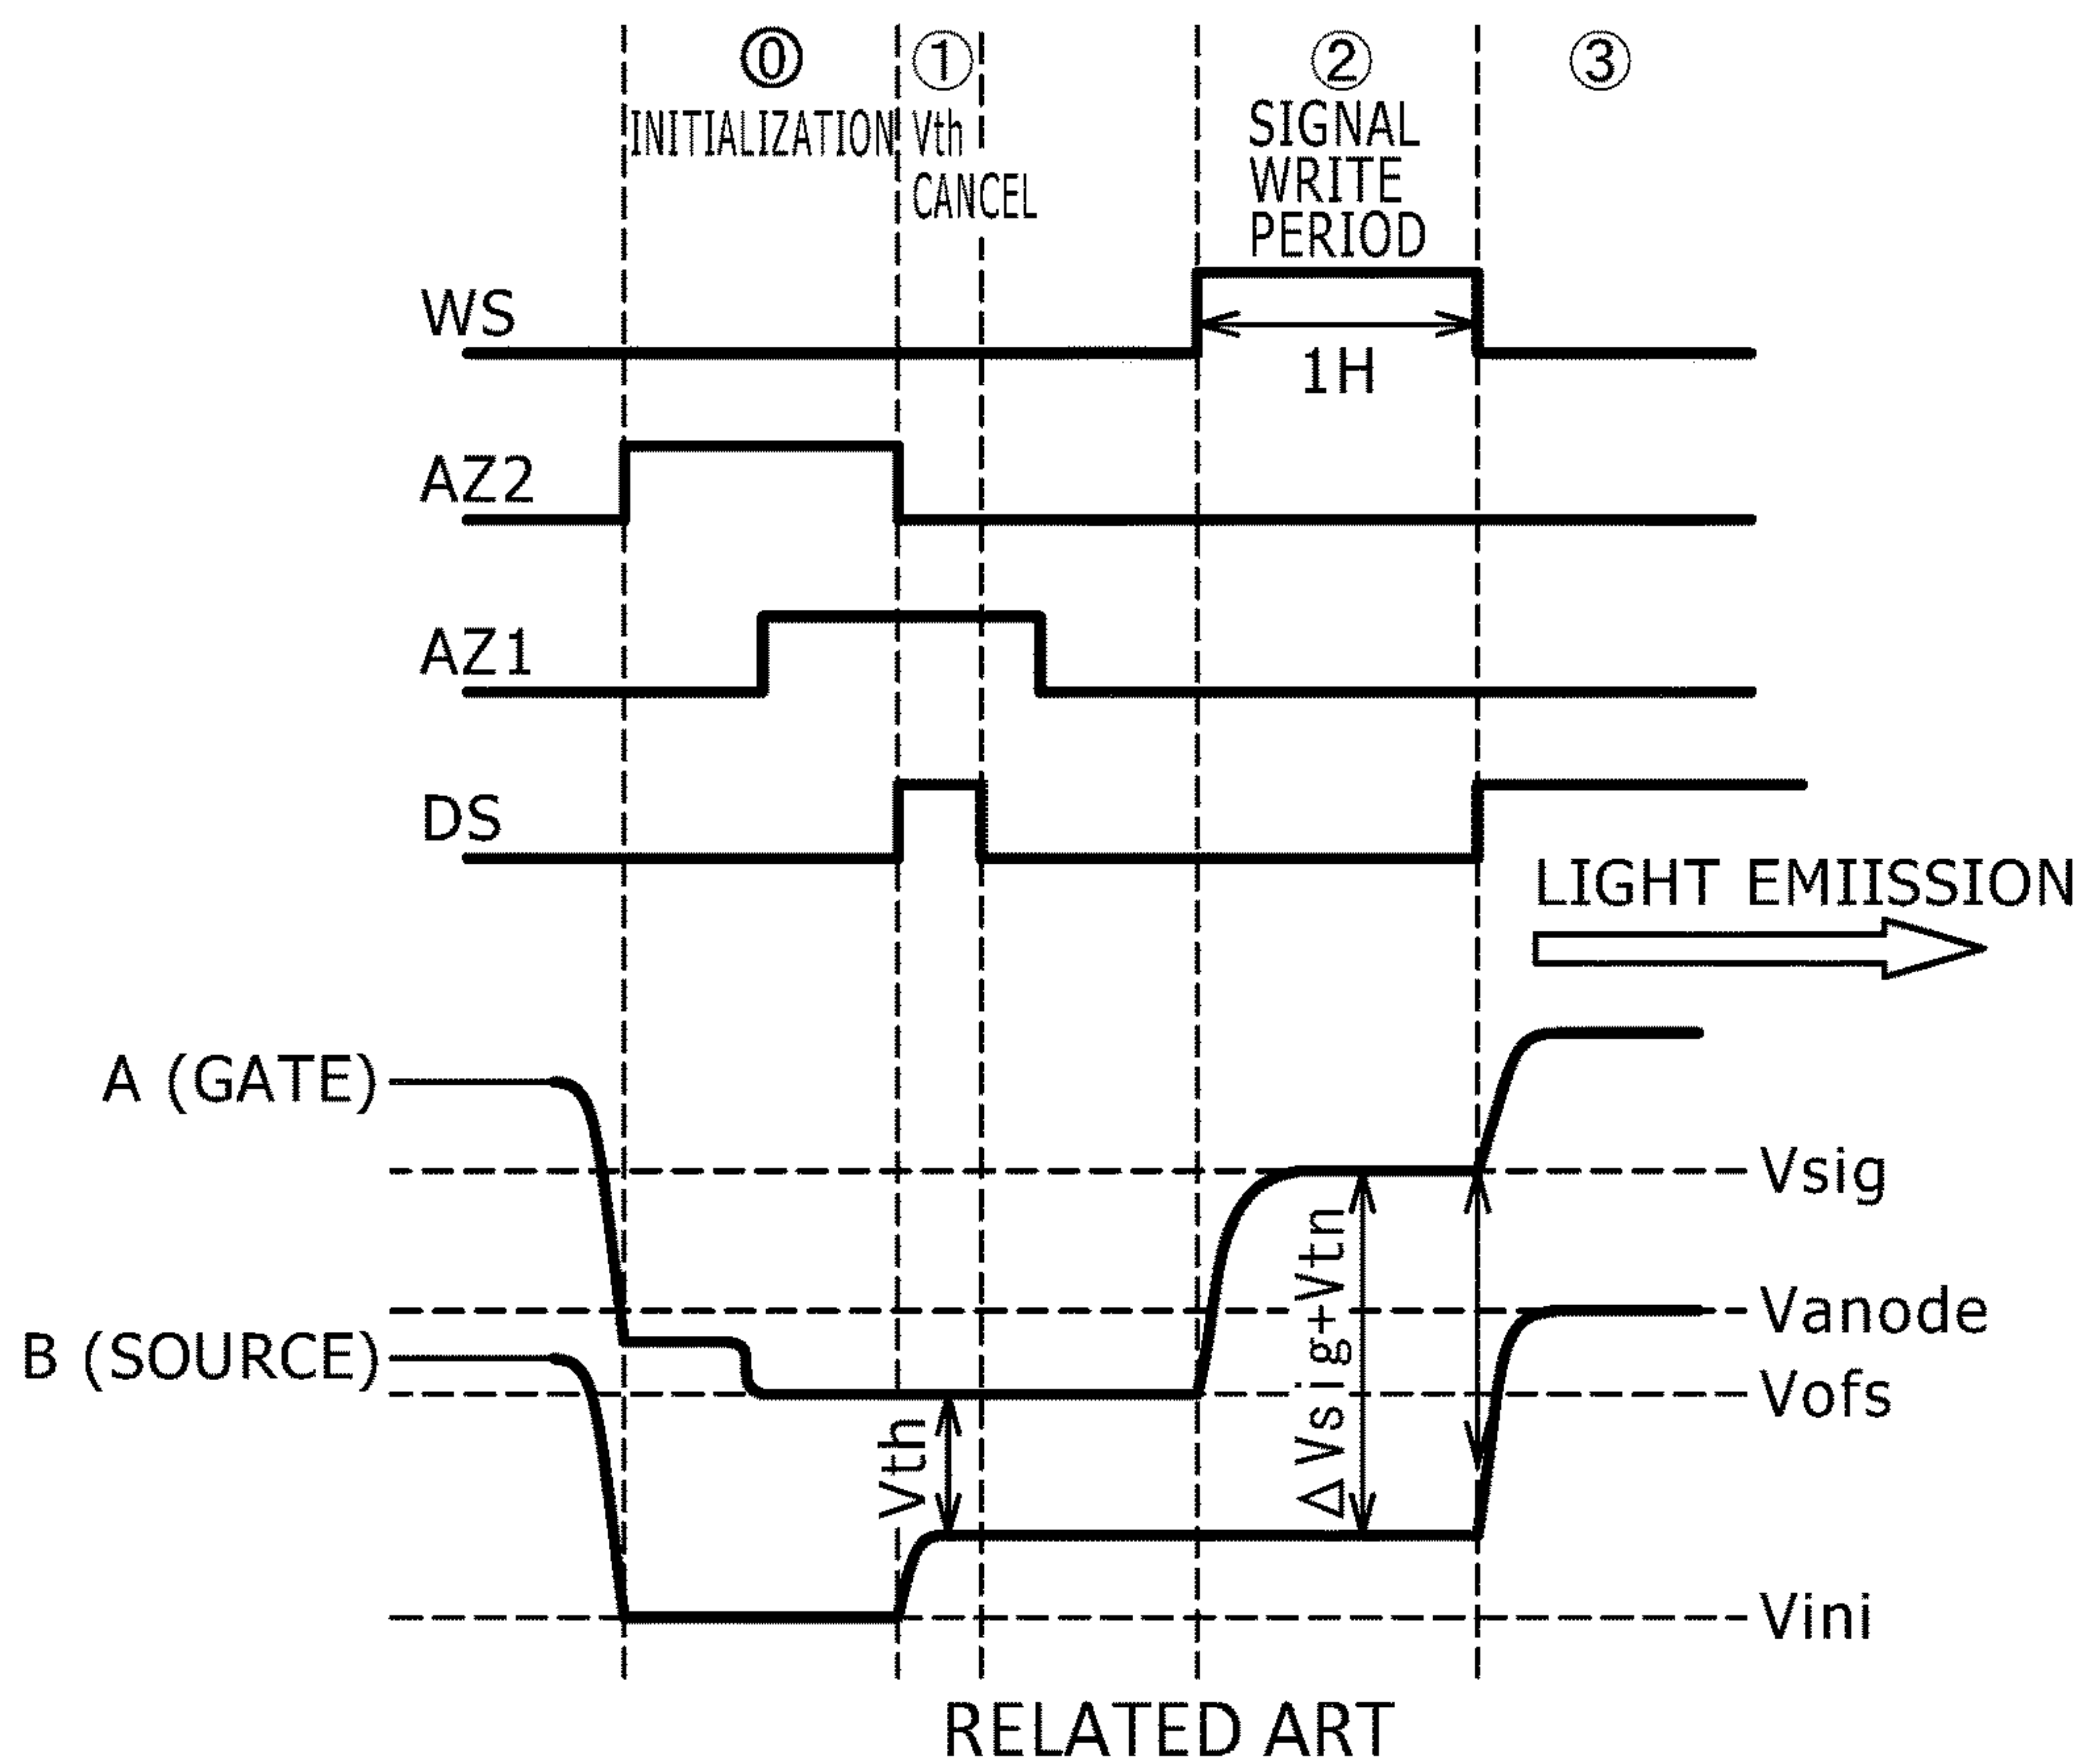 ⓪ ① ② ③
INITIALIZATION
Vth
CANCEL
SIGNAL
WRITE
PERIOD
WS
1H
AZ2
AZ1
DS
LIGHT EMIISSION
A (GATE)
Vsig
ΔVsig+Vtn
Vanode
B (SOURCE)
Vofs
Vth
Vini
RELATED ART